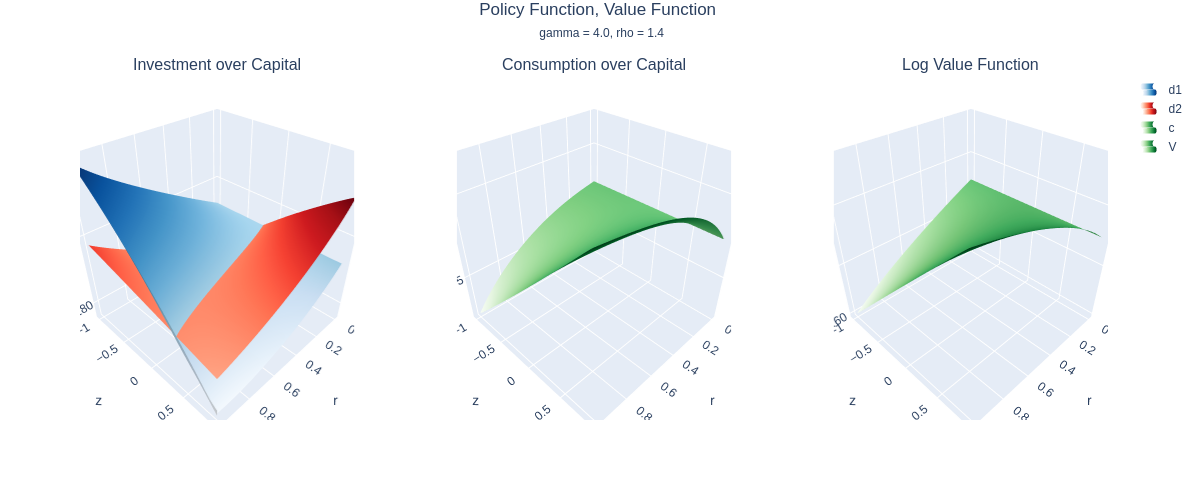 Policy Function, Value Function
gamma = 4.0, rho = 1.4
Investment over Capital
Consumption over Capital
Log Value Function
d1
d2
c
V
−0.5
0
0.5
z
0.2
0.4
0.6
0.8
r
−0.5
0
0.5
z
0.2
0.4
0.6
0.8
r
−0.5
0
0.5
z
0.2
0.4
0.6
0.8
r